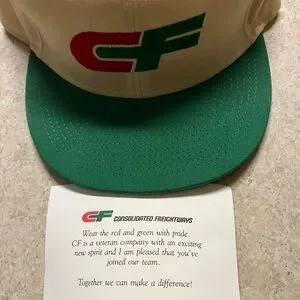 CF
CF CONSOLIDATED FREIGHTWAYS
Wear the red and green with pride.
CF is a veteran company with an exciting
new spirit and I am pleased that you've
joined our team.
Together we can make a difference!